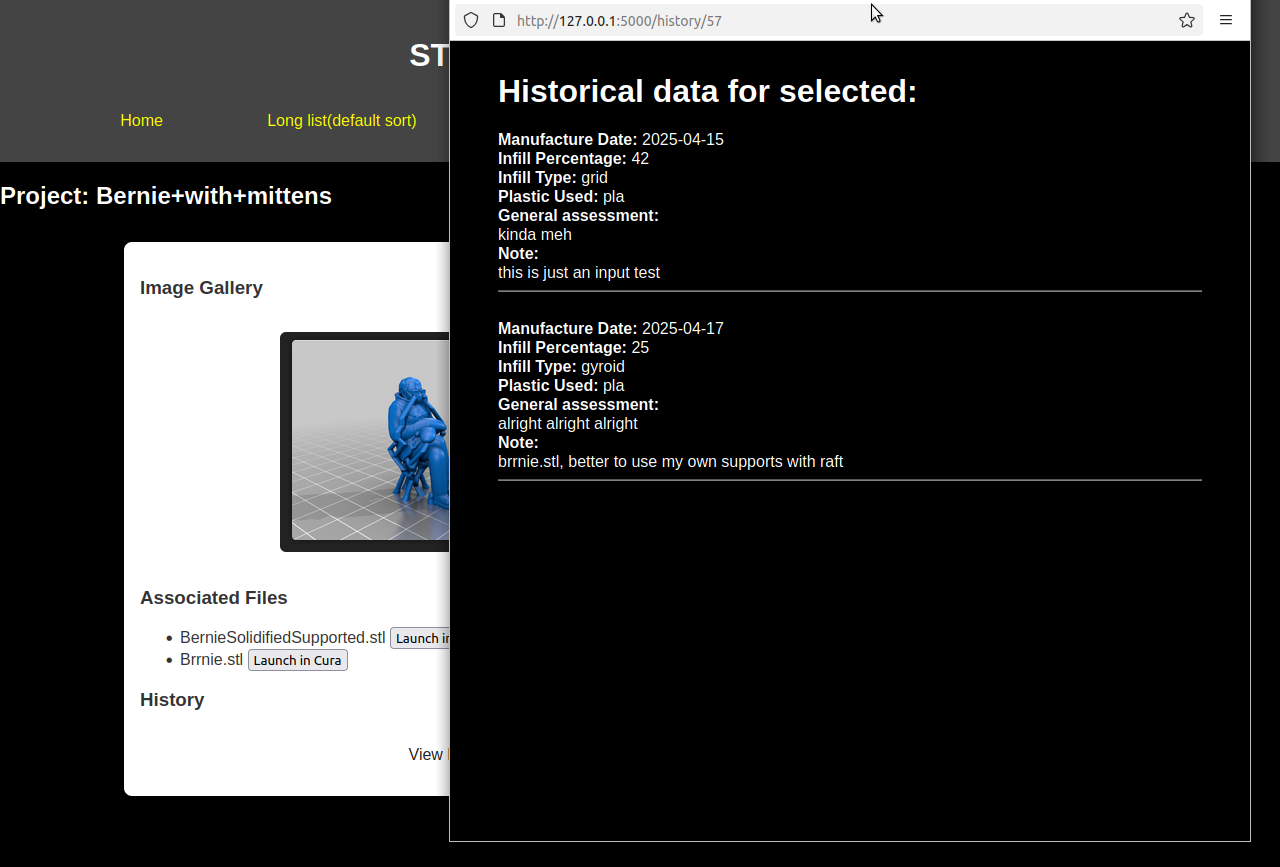 http://127.0.0.1:5000/history/57
ST
Home
Long list(default sort)
Project: Bernie+with+mittens
Image Gallery
Associated Files
BernieSolidifiedSupported.stl Launch in
Brrnie.stl Launch in Cura
History
View
Historical data for selected:
Manufacture Date: 2025-04-15
Infill Percentage: 42
Infill Type: grid
Plastic Used: pla
General assessment:
kinda meh
Note:
this is just an input test
Manufacture Date: 2025-04-17
Infill Percentage: 25
Infill Type: gyroid
Plastic Used: pla
General assessment:
alright alright alright
Note:
brrnie.stl, better to use my own supports with raft